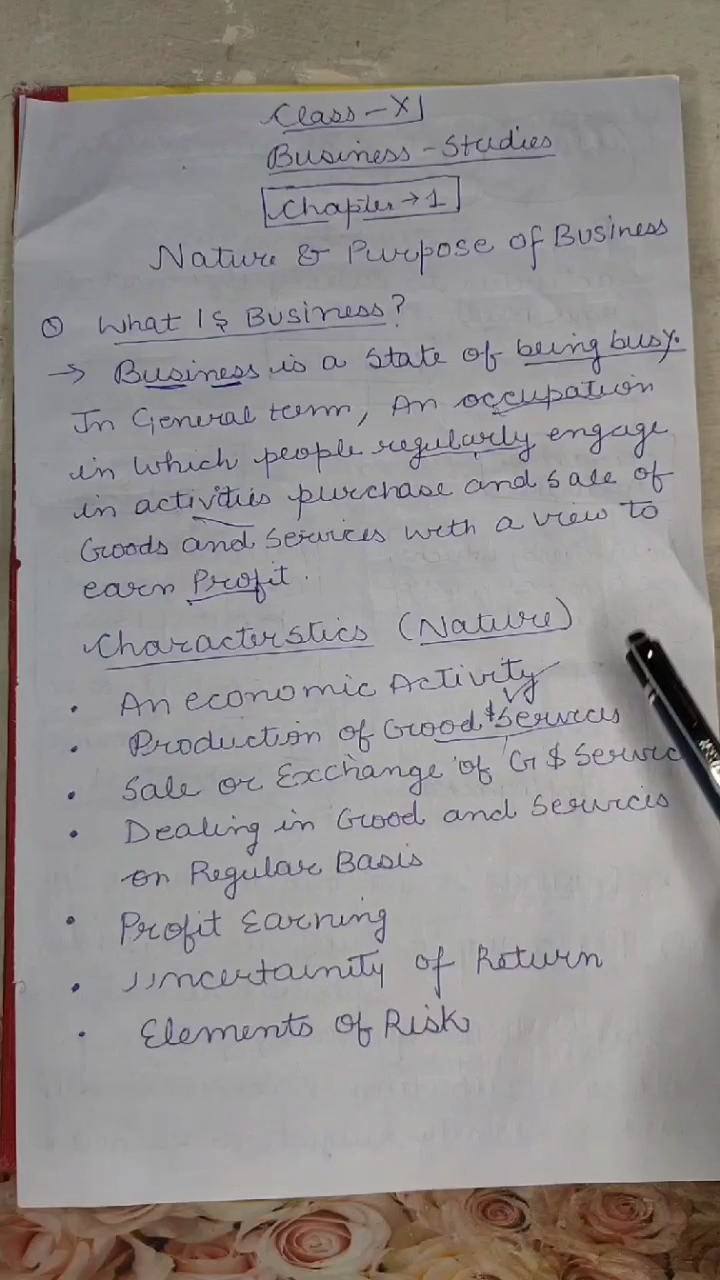 Class - XI
Business - Studies
Chapter → 1
Nature & Purpose of Business
What Is Business?
→ Business is a State of being busy.
In General term, An occupation
in which people regularly engage
in activities purchase and sale of
Goods and Services with a view to
earn Profit.
Characterstics (Nature)
• An economic Activity
• Production of Good & Services
• Sale or Exchange of G & Servic
• Dealing in Good and Services
on Regular Basis
• Profit Earning
• Uncertainity of Return
• Elements of Risk